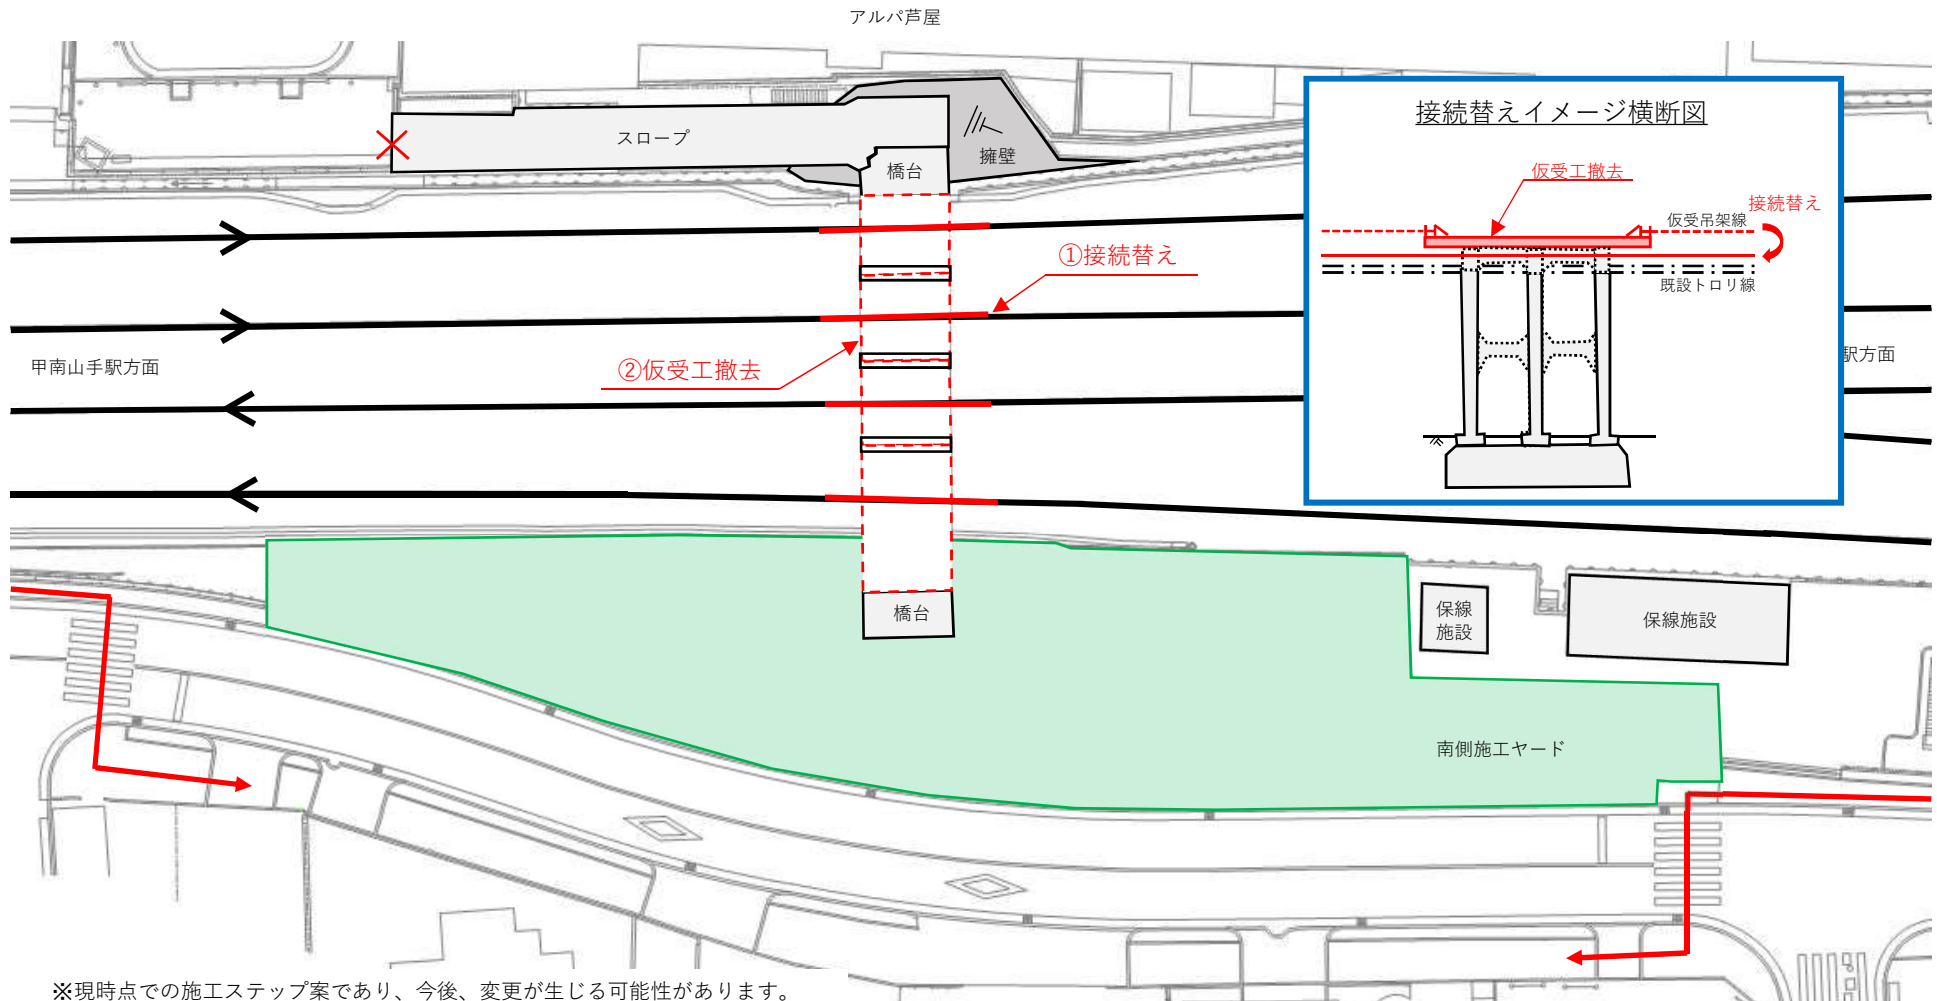 アルパ芦屋
接続替えイメージ横断図
スロープ
擁壁
橋台
仮受工撤去
接続替え
仮受吊架線
既設トロリ線
①接続替え
②仮受工撤去
甲南山手駅方面
駅方面
橋台
保線
施設
保線施設
南側施工ヤード
※現時点での施工ステップ案であり、今後、変更が生じる可能性があります。